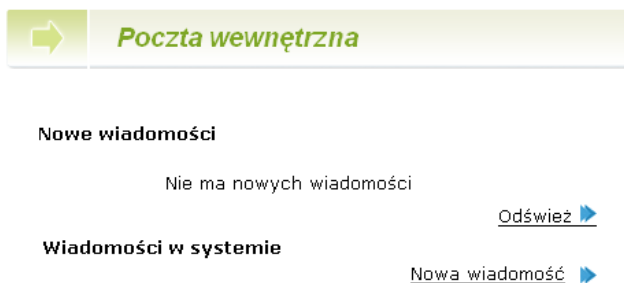 Poczta wewnętrzna
Nowe wiadomości
Nie ma nowych wiadomości
Odśwież
Wiadomości w systemie
Nowa wiadomość